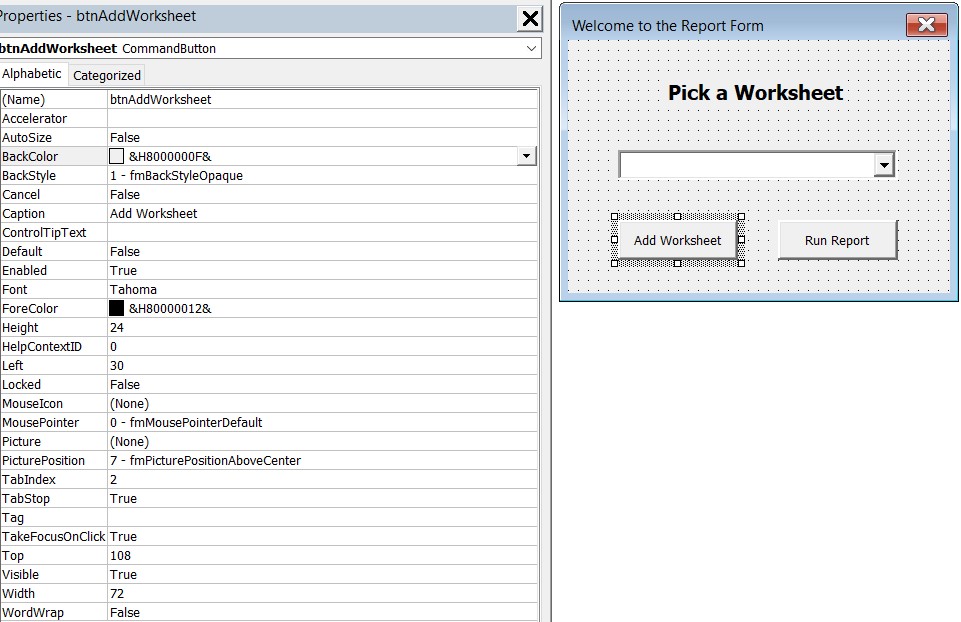 Properties - btnAddWorksheet
btnAddWorksheet CommandButton
Alphabetic Categorized
(Name) btnAddWorksheet
Accelerator
AutoSize False
BackColor &H8000000F&
BackStyle 1 - fmBackStyleOpaque
Cancel False
Caption Add Worksheet
ControlTipText
Default False
Enabled True
Font Tahoma
ForeColor &H80000012&
Height 24
HelpContextID 0
Left 30
Locked False
MouseIcon (None)
MousePointer 0 - fmMousePointerDefault
Picture (None)
PicturePosition 7 - fmPicturePositionAboveCenter
TabIndex 2
TabStop True
Tag
TakeFocusOnClick True
Top 108
Visible True
Width 72
WordWrap False
Welcome to the Report Form
Pick a Worksheet
Add Worksheet
Run Report